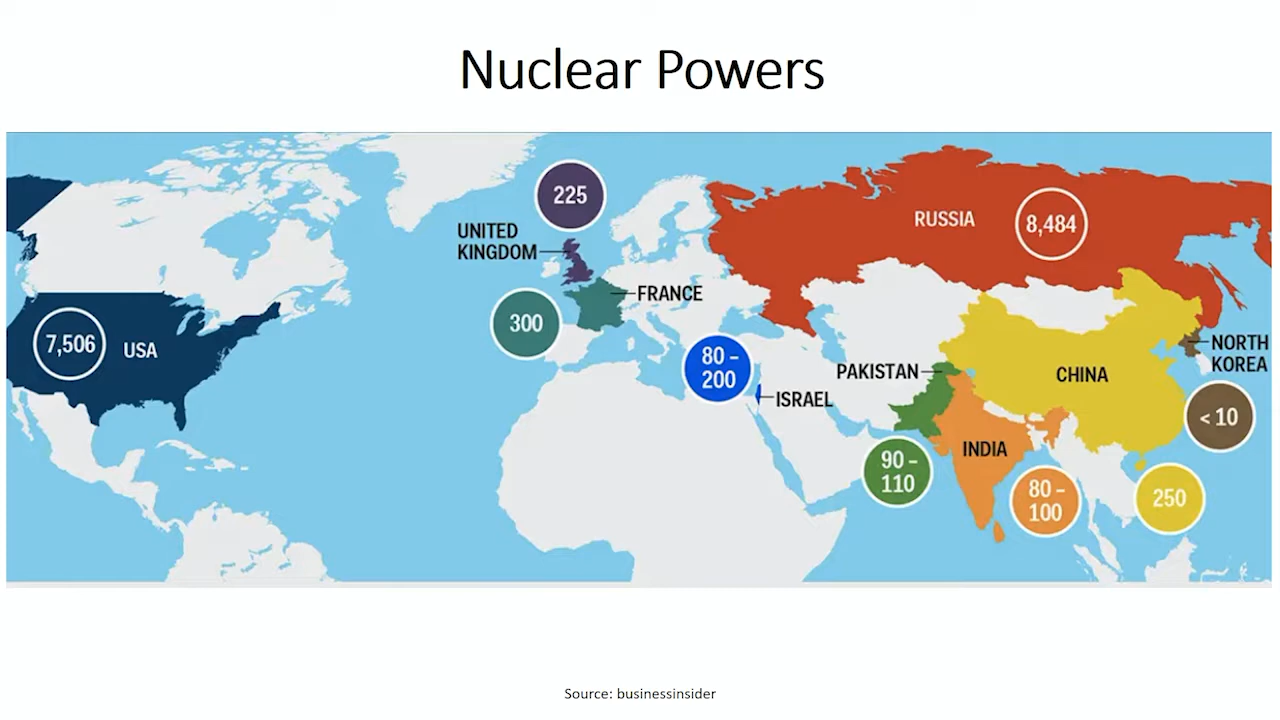 Nuclear Powers
225
UNITED
KINGDOM
RUSSIA
8,484
FRANCE
300
7,506
USA
80 –
200
ISRAEL
PAKISTAN
CHINA
NORTH
KOREA
< 10
INDIA
90 –
110
80 –
100
250
Source: businessinsider